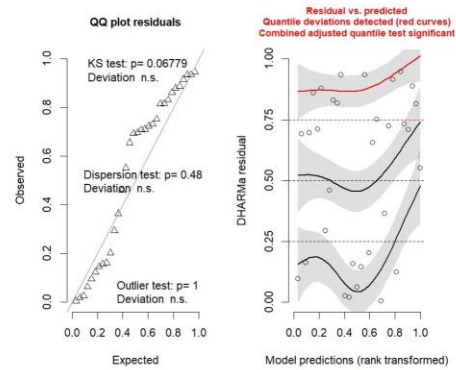 QQ plot residuals
KS test: p= 0.06779
Deviation n.s.
Dispersion test: p= 0.48
Deviation n.s.
Outlier test: p= 1
Deviation n.s.
Observed
0.0
0.2
0.4
0.6
0.8
1.0
0.0 0.2 0.4 0.6 0.8 1.0
Expected
Residual vs. predicted
Quantile deviations detected (red curves)
Combined adjusted quantile test significant
DHARMa residual
1.00
0.75
0.50
0.25
0.00
0.0 0.2 0.4 0.6 0.8 1.0
Model predictions (rank transformed)